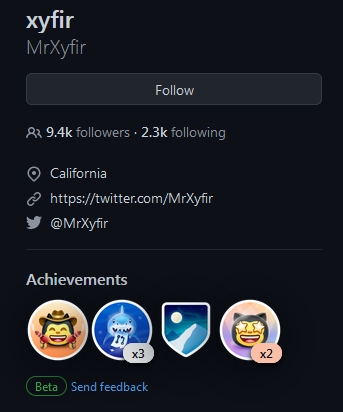 xyfir
MrXyfir
Follow
9.4k followers · 2.3k following
California
https://twitter.com/MrXyfir
@MrXyfir
Achievements
x3
x2
Beta Send feedback